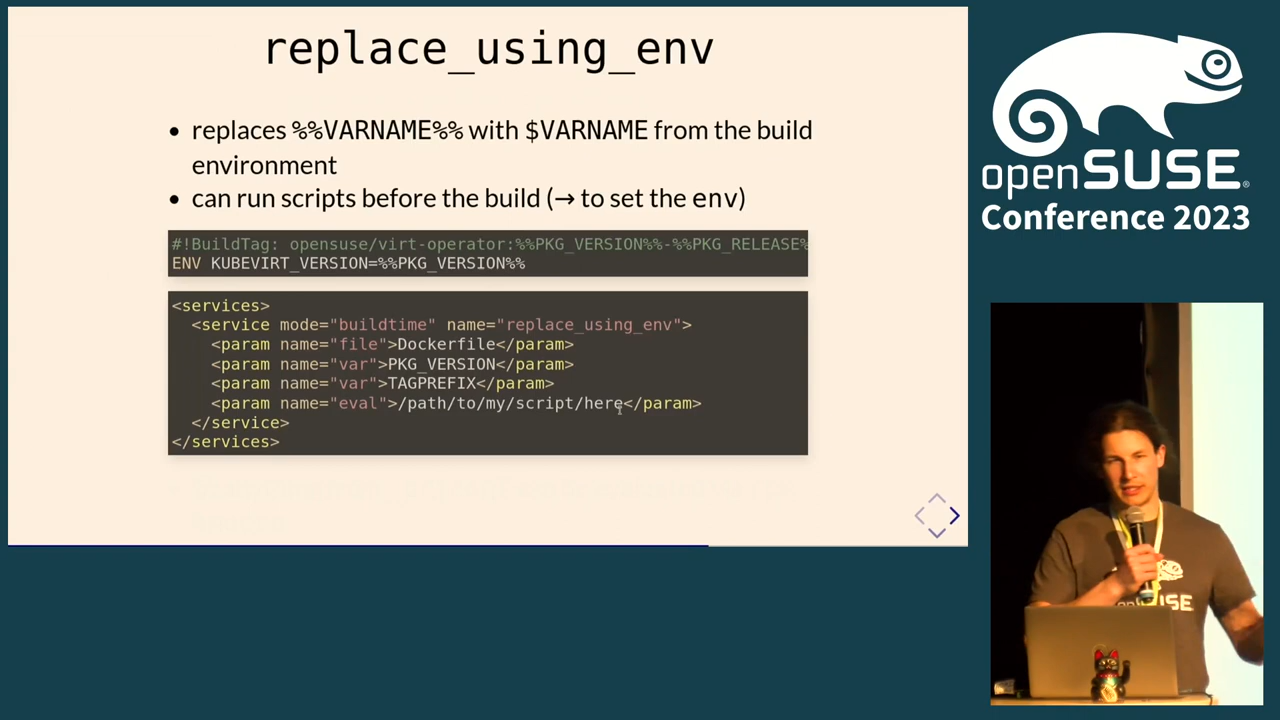 replace_using_env
• replaces %%VARNAME%% with $VARNAME from the build
environment
• can run scripts before the build (→ to set the env)
#!BuildTag: opensuse/virt-operator:%%PKG_VERSION%%-%%PKG_RELEASE%
ENV KUBEVIRT_VERSION=%%PKG_VERSION%%
<services>
<service mode="buildtime" name="replace_using_env">
<param name="file">Dockerfile</param>
<param name="var">PKG_VERSION</param>
<param name="var">TAGPREFIX</param>
<param name="eval">/path/to/my/script/here</param>
</service>
</services>
openSUSE
Conference 2023